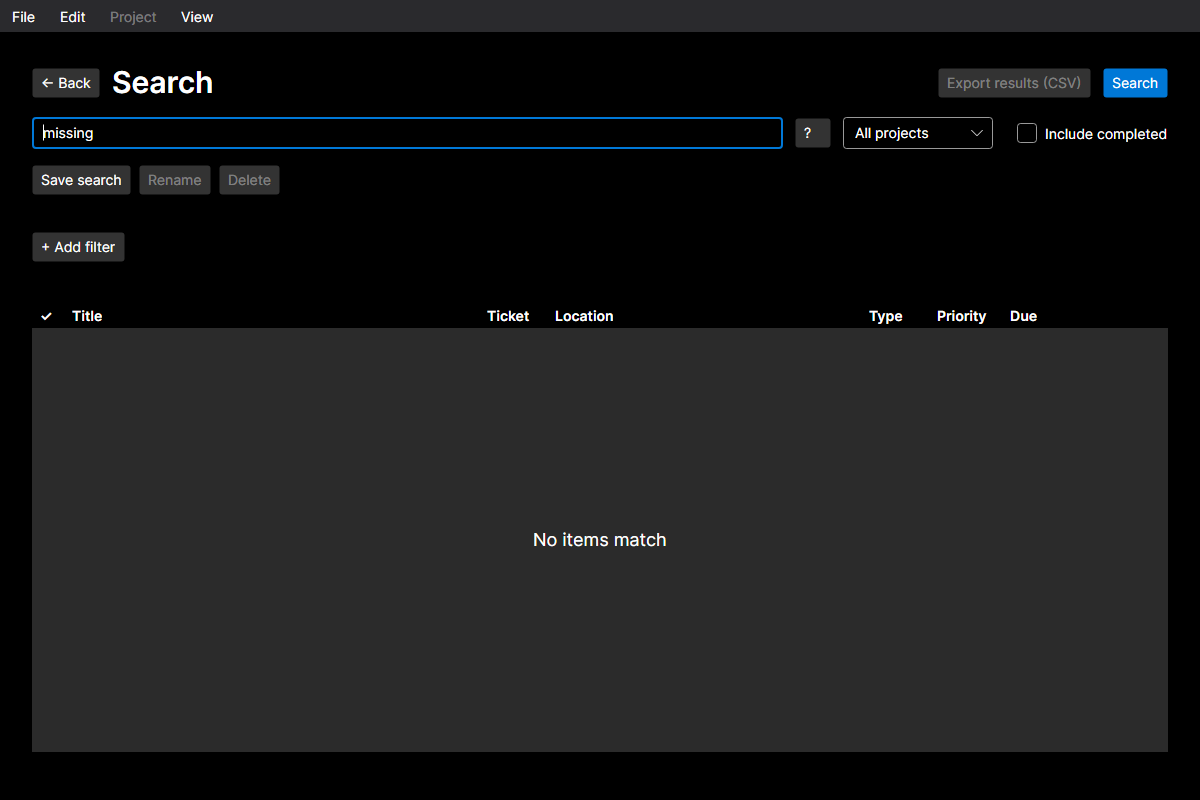 File Edit Project View
← Back Search Export results (CSV) Search
missing ? All projects Include completed
Save search Rename Delete
+ Add filter
✓ Title Ticket Location Type Priority Due
No items match